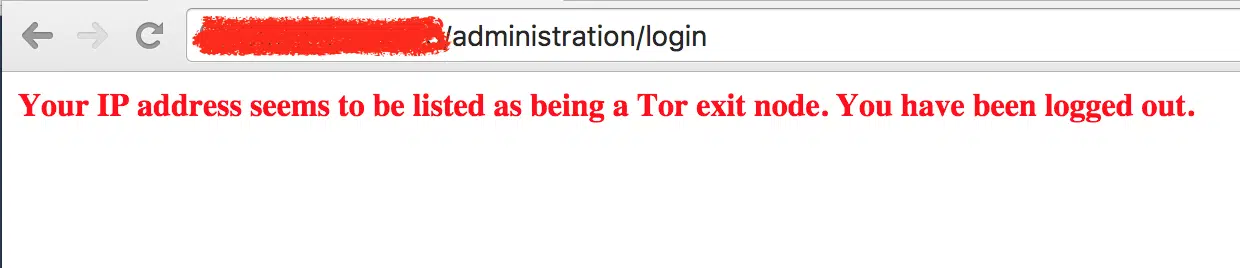 /administration/login
Your IP address seems to be listed as being a Tor exit node. You have been logged out.